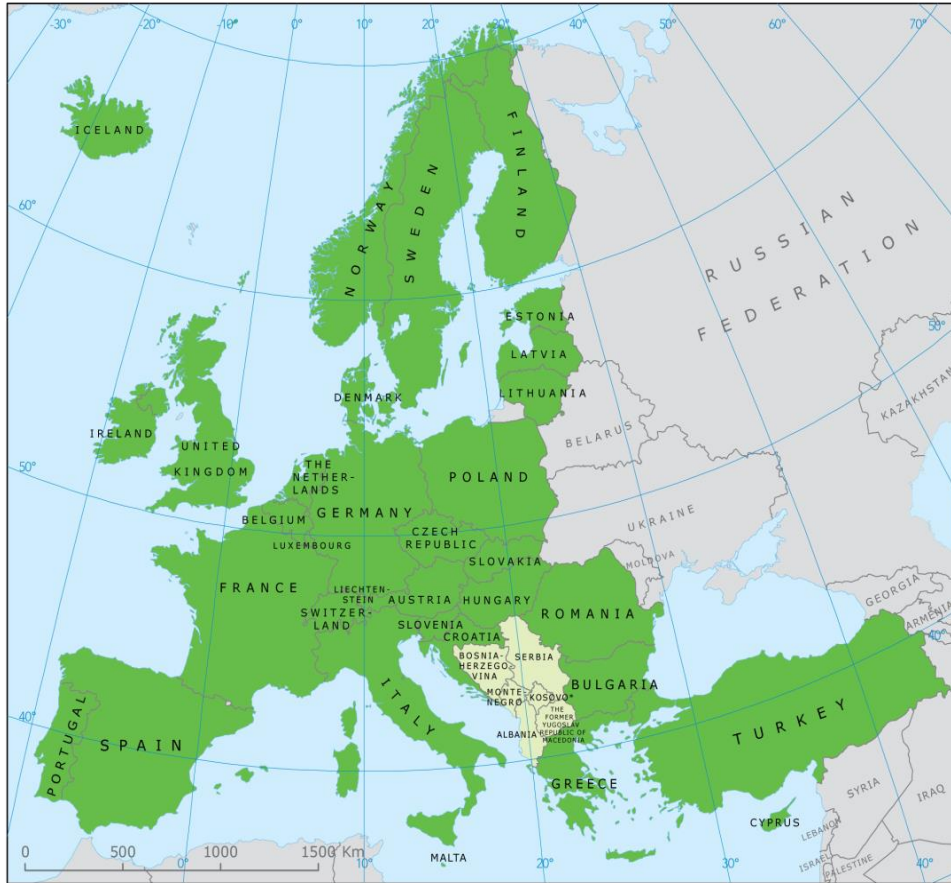 -30°
-20°
-10°
0°
10°
20°
30°
40°
50°
60°
70°
ICELAND
60°
50°
40°
NORWAY
SWEDEN
FINLAND
RUSSIAN
FEDERATION
50°
KAZAKHSTAN
ESTONIA
LATVIA
LITHUANIA
DENMARK
BELARUS
IRELAND
UNITED
KINGDOM
THE
NETHER-
LANDS
POLAND
BELGIUM
GERMANY
UKRAINE
LUXEMBOURG
CZECH
REPUBLIC
SLOVAKIA
MOLDOVA
FRANCE
LIECHTEN-
STEIN
AUSTRIA
HUNGARY
ROMANIA
GEORGIA
ARMENIA
SWITZER-
LAND
SLOVENIA
CROATIA
40°
BOSNIA-
HERZEGO
VINA
SERBIA
ITALY
MONTE-
NEGRO
KOSOVO*
BULGARIA
THE
FORMER
YUGOSLAV
REPUBLIC OF
MACEDONIA
ALBANIA
TURKEY
PORTUGAL
SPAIN
GREECE
SYRIA
IRAQ
CYPRUS
LEBANON
ISRAEL
PALESTINE
MALTA
0 500 1000 1500 Km
0°
10°
20°
30°
40°